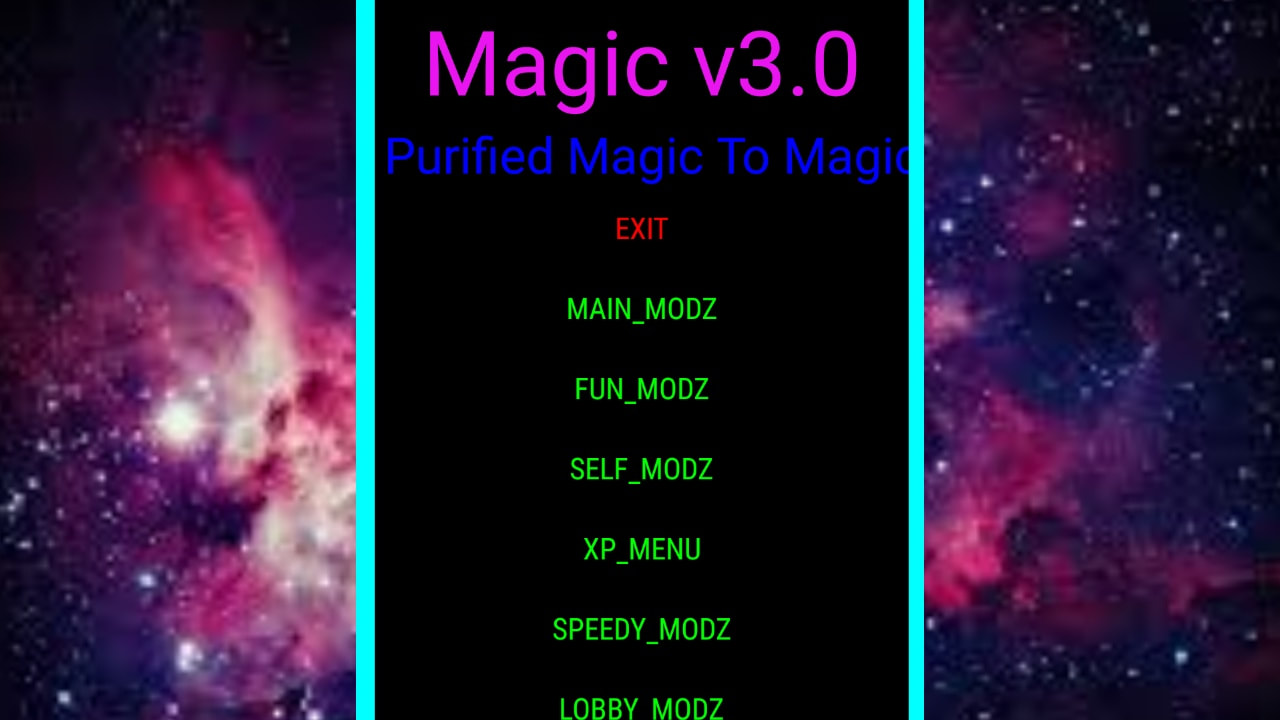 Magic v3.0
Purified Magic To Magic
EXIT
MAIN_MODZ
FUN_MODZ
SELF_MODZ
XP_MENU
SPEEDY_MODZ
LOBBY_MODZ